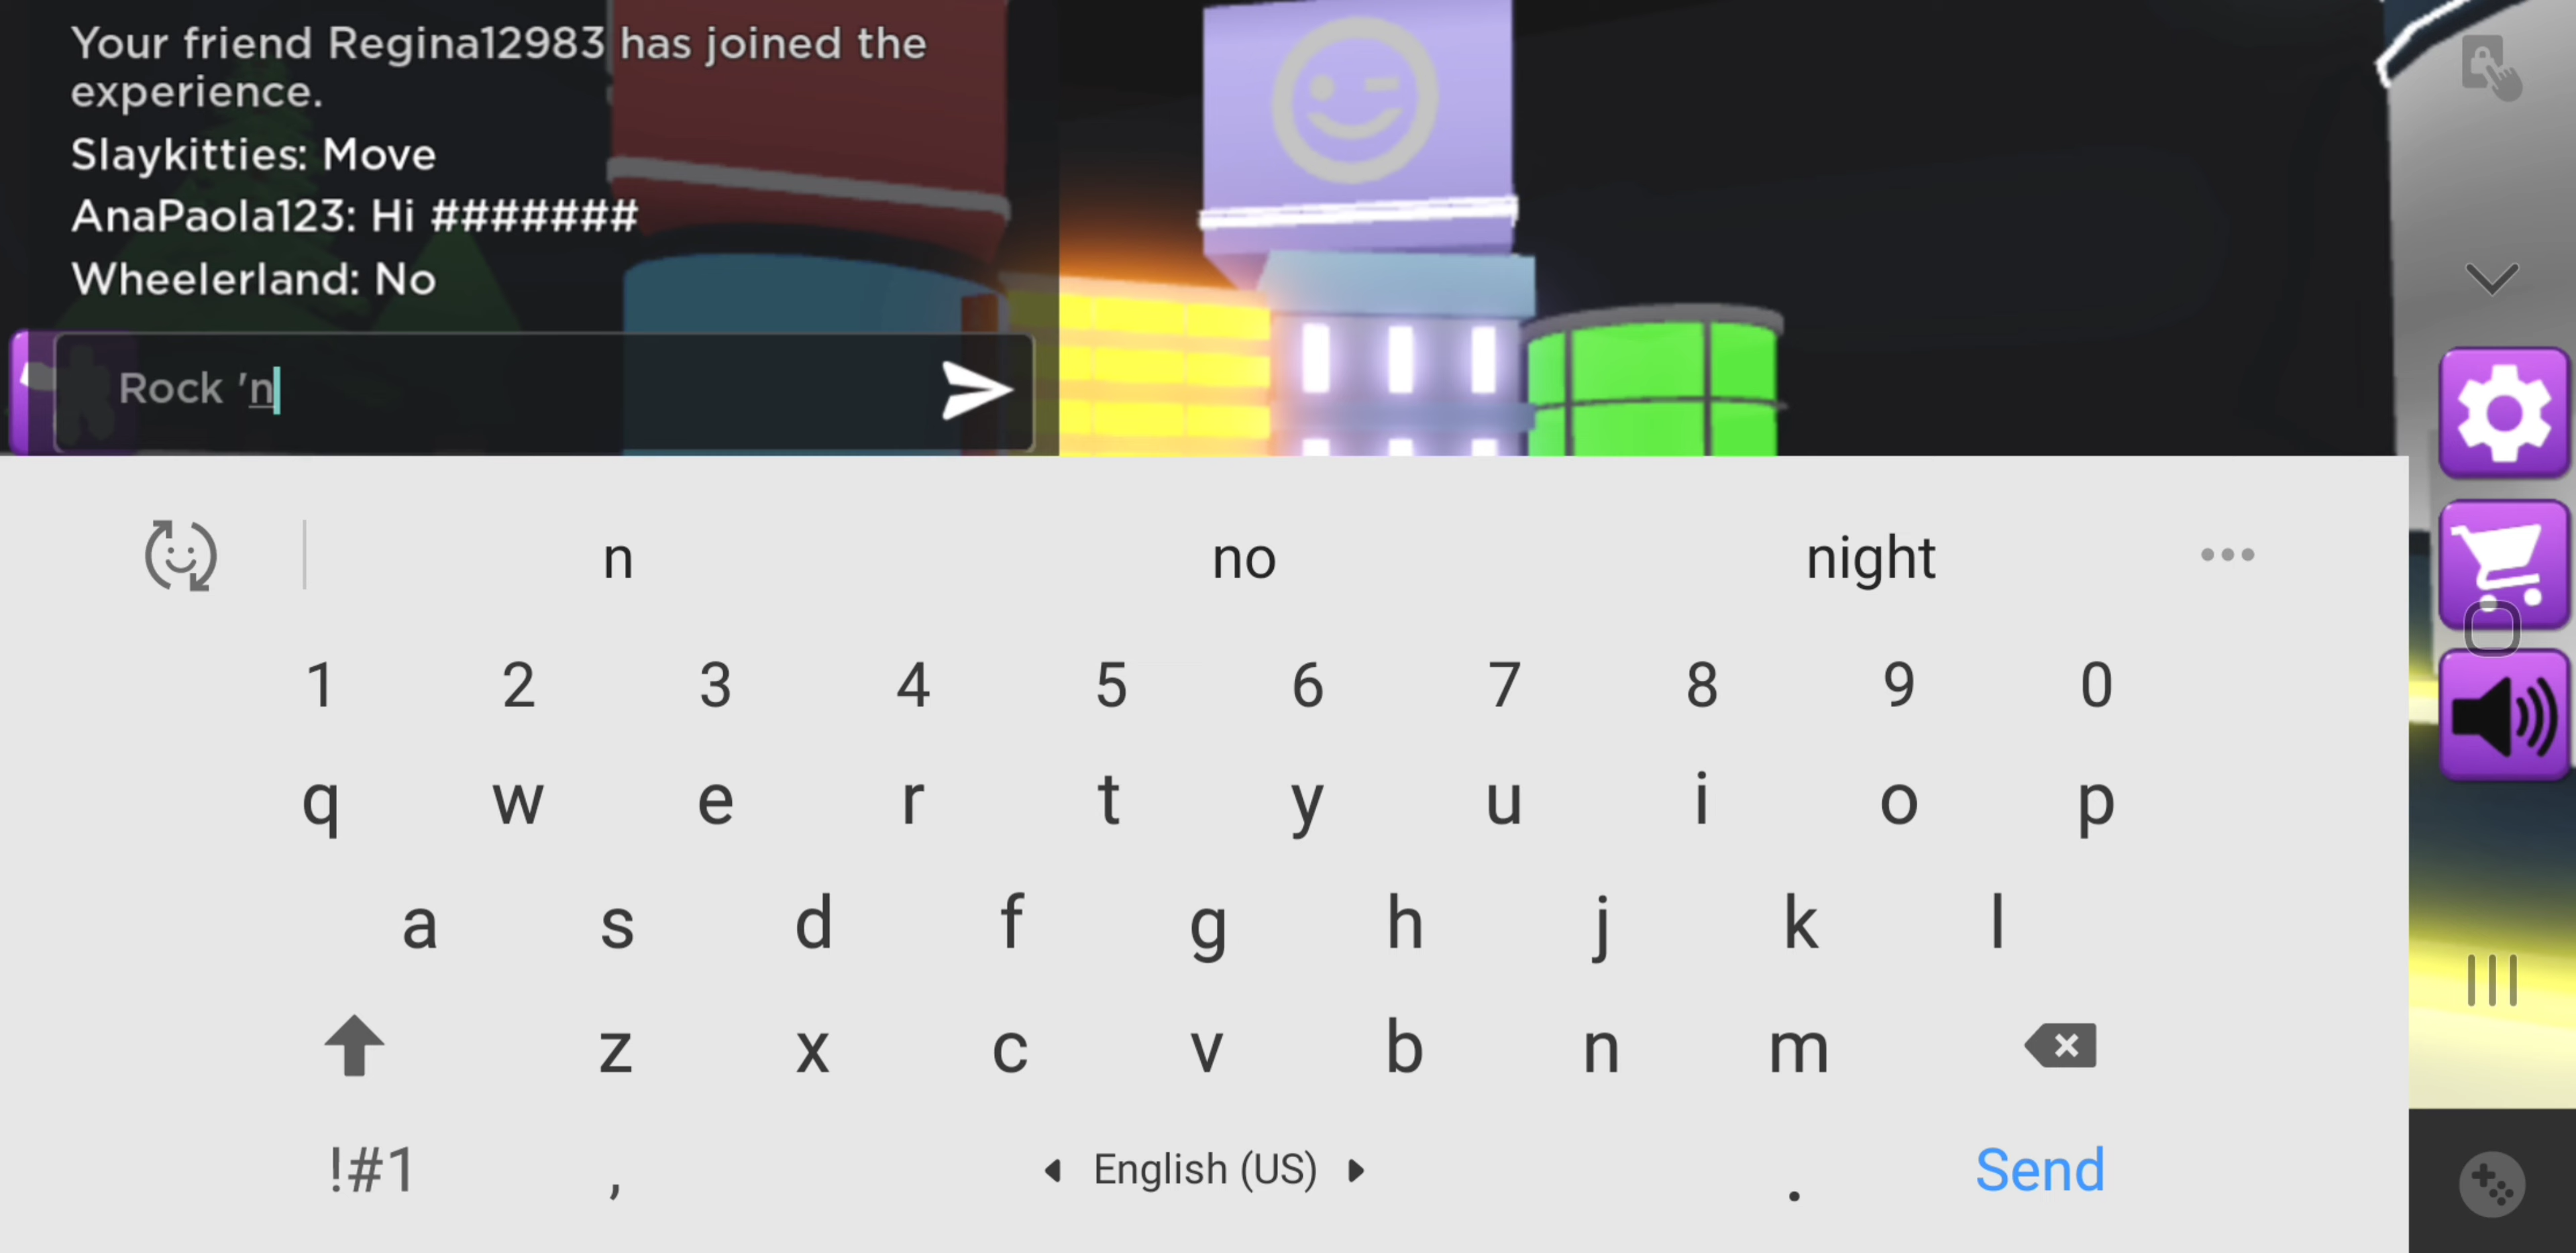 Your friend Regina12983 has joined the
experience.
Slaykitties: Move
AnaPaola123: Hi #######
Wheelerland: No
Rock 'n
n no night
1 2 3 4 5 6 7 8 9 0
q w e r t y u i o p
a s d f g h j k l
z x c v b n m
!#1 , English (US) . Send